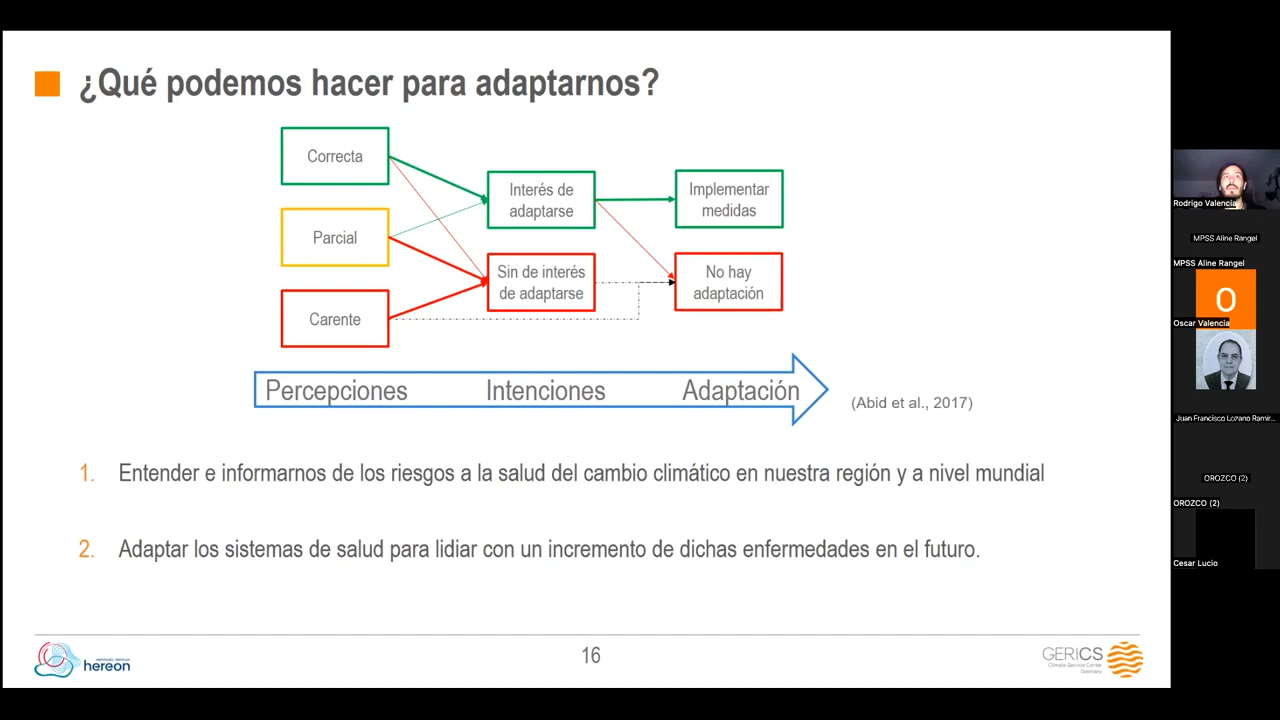 ¿Qué podemos hacer para adaptarnos?
Correcta
Parcial
Carente
Interés de
adaptarse
Sin de interés
de adaptarse
Implementar
medidas
No hay
adaptación
Percepciones
Intenciones
Adaptación
(Abid et al., 2017)
1. Entender e informarnos de los riesgos a la salud del cambio climático en nuestra región y a nivel mundial
2. Adaptar los sistemas de salud para lidiar con un incremento de dichas enfermedades en el futuro.
hereon
16
GERICS
Climate Service Center
Germany
Rodrigo Valencia
MPSS Aline Rangel
MPSS Aline Rangel
O
Oscar Valencia
Juan Francisco Lozano Ramir...
OROZCO (2)
OROZCO (2)
Cesar Lucio